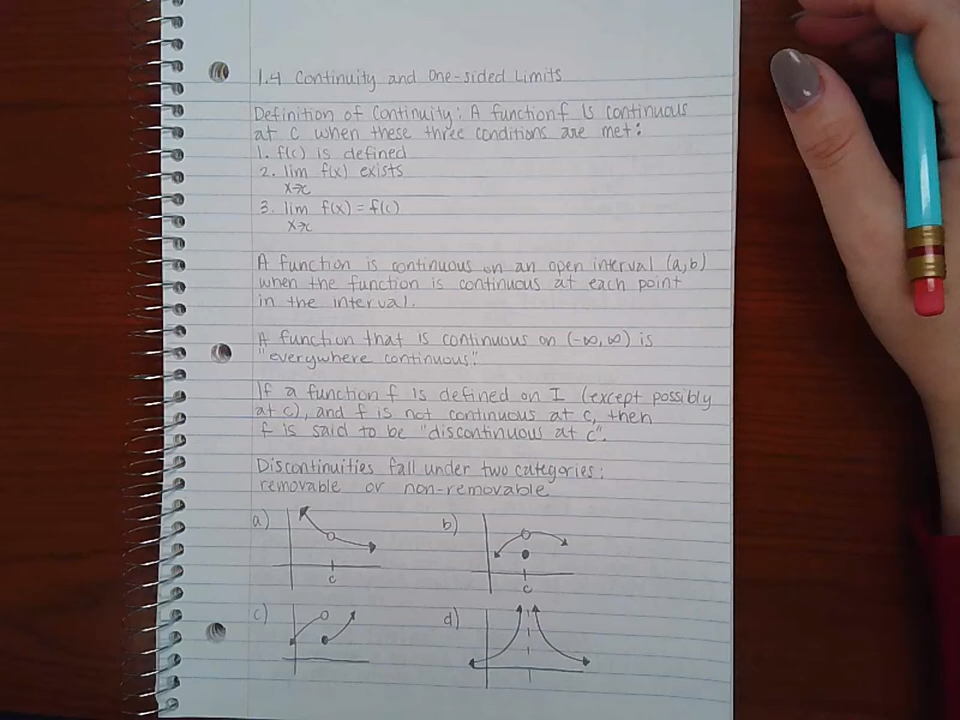 1.4 Continuity and One-sided Limits
Definition of Continuity: A function f is continuous
at c when these three conditions are met:
1. f(c) is defined
2. lim f(x) exists
x→c
3. lim f(x) = f(c)
x→c
A function is continuous on an open interval (a,b)
when the function is continuous at each point
in the interval.
A function that is continuous on (-∞,∞) is
"everywhere continuous".
If a function f is defined on I (except possibly
at c), and f is not continuous at c, then
f is said to be "discontinuous at c".
Discontinuities fall under two categories:
removable or non-removable
a) b)
c c
c) d)